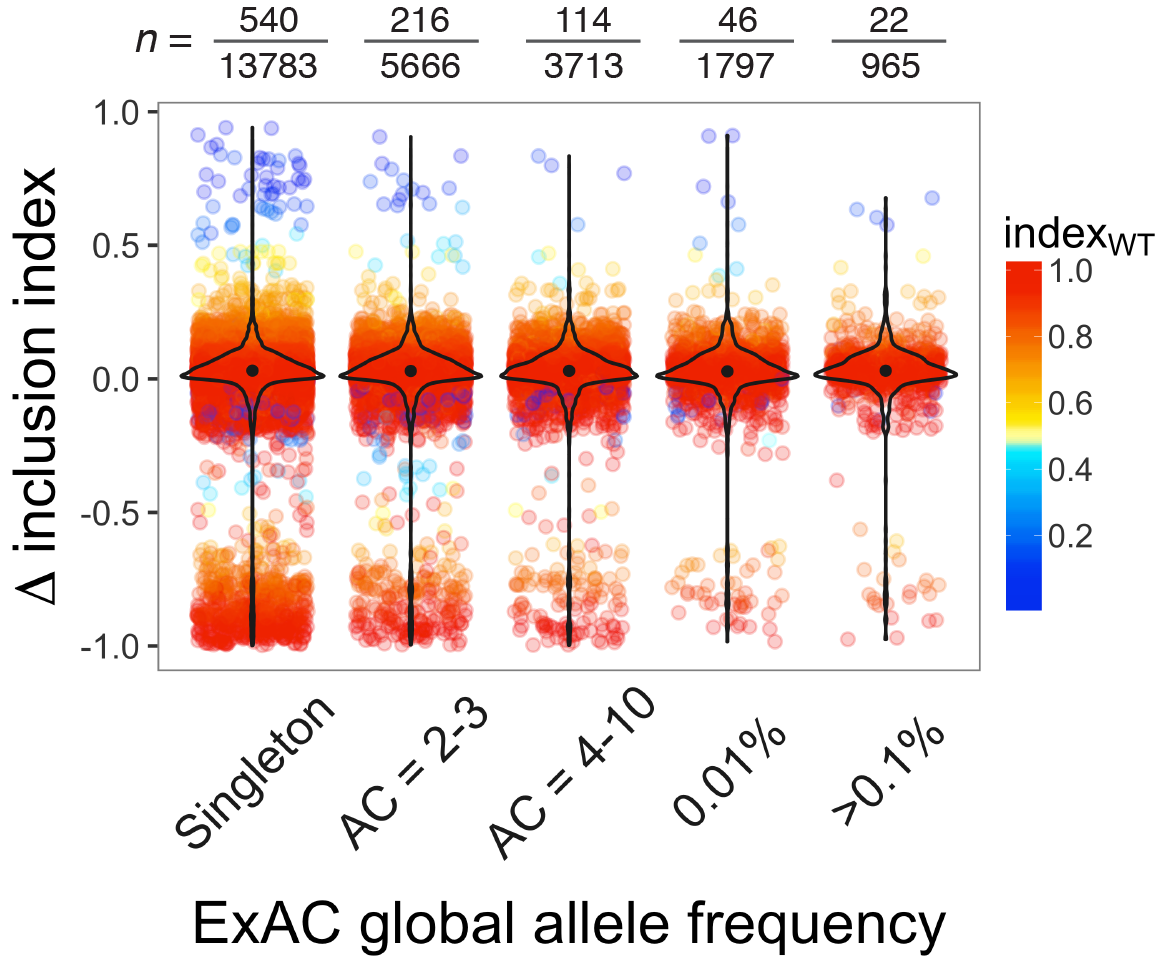 540 216 114 46 22
n =
13783 5666 3713 1797 965
1.0
0.5
0.0
-0.5
-1.0
Δ inclusion index
indexWT
1.0
0.8
0.6
0.4
0.2
Singleton
AC = 2-3
AC = 4-10
0.01%
>0.1%
ExAC global allele frequency